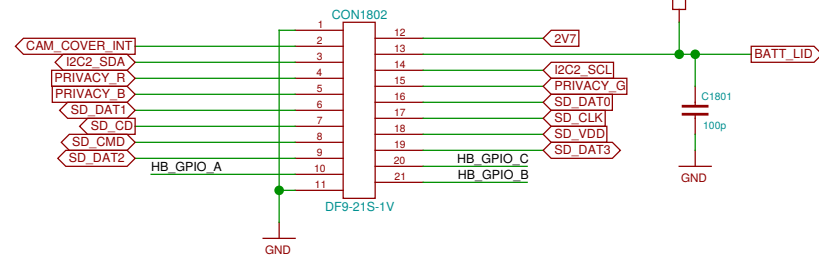 CON1802
1
2
3
4
5
6
7
8
9
10
11
12
13
14
15
16
17
18
19
20
21
CAM_COVER_INT
I2C2_SDA
PRIVACY_R
PRIVACY_B
SD_DAT1
SD_CD
SD_CMD
SD_DAT2
HB_GPIO_A
2V7
BATT_LID
I2C2_SCL
PRIVACY_G
SD_DAT0
SD_CLK
SD_VDD
SD_DAT3
HB_GPIO_C
HB_GPIO_B
DF9-21S-1V
GND
C1801
100p
GND